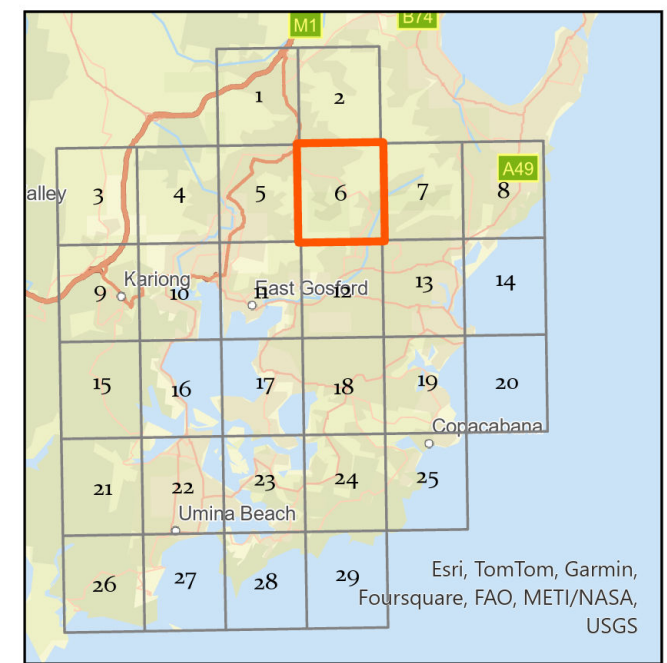 M1
B74
1
2
A49
alley
3
4
5
6
7
8
Kariong
East Gosford
9
10
11
12
13
14
15
16
17
18
19
20
Copacabana
21
22
23
24
25
Umina Beach
26
27
28
29
Esri, TomTom, Garmin,
Foursquare, FAO, METI/NASA,
USGS